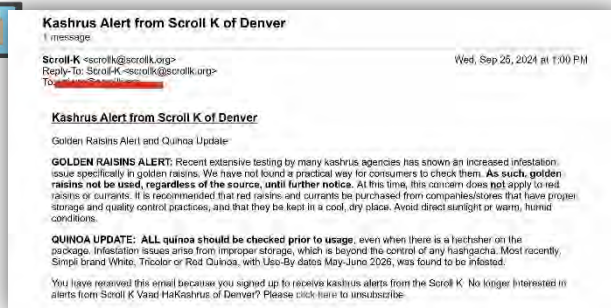 Kashrus Alert from Scroll K of Denver
1 message
Scroll-K <scrollk@scrollk.org>
Wed, Sep 25, 2024 at 1:00 PM
Reply-To: Scroll-K <scrollk@scrollk.org>
To:
Kashrus Alert from Scroll K of Denver
Golden Raisins Alert and Quinoa Update
GOLDEN RAISINS ALERT: Recent extensive testing by many kashrus agencies has shown an increased infestation
issue specifically in golden raisins. We have not found a practical way for consumers to check them. As such, golden
raisins not be used, regardless of the source, until further notice. At this time, this concern does not apply to red
raisins or currants. It is recommended that red raisins and currants be purchased from companies/stores that have proper
storage and quality control practices, and that they be kept in a cool, dry place. Avoid direct sunlight or warm, humid
conditions.
QUINOA UPDATE: ALL quinoa should be checked prior to usage, even when there is a hechsher on the
package. Infestation issues arise from improper storage, which is beyond the control of any hashgacha. Most recently,
Simpli brand White, Tricolor or Red Quinoa, with Use-By dates May-June 2026, was found to be infested.
You have received this email because you signed up to receive kashrus alerts from the Scroll K. No longer interested in
alerts from Scroll K Vaad HaKashrus of Denver? Please click here to unsubscribe